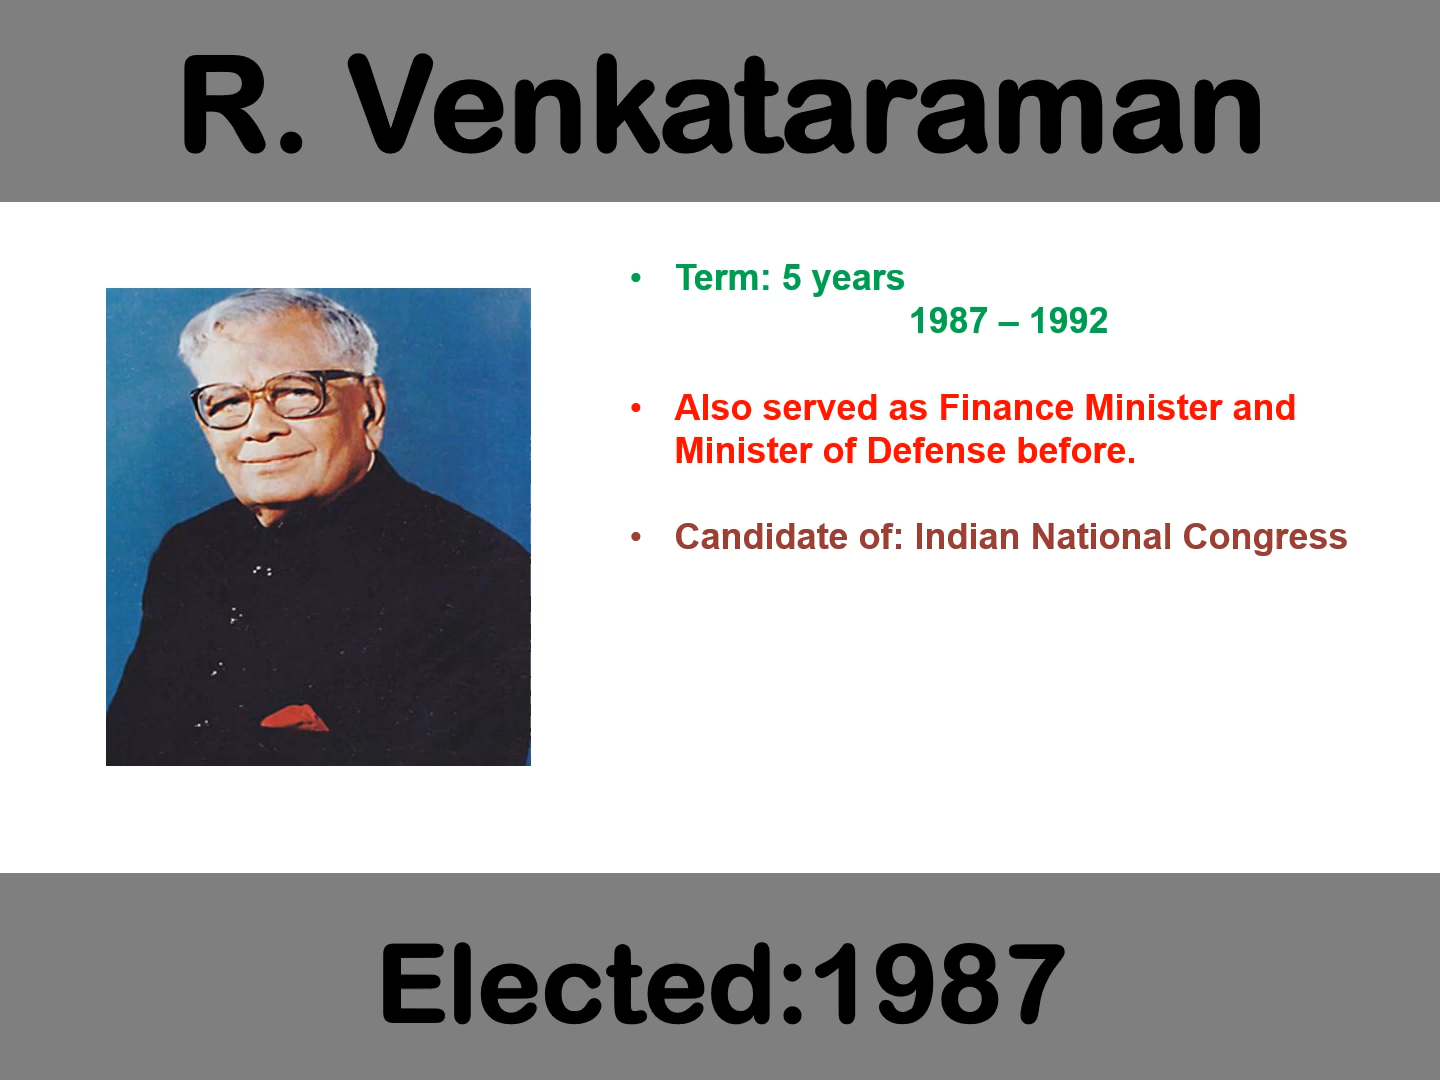 R. Venkataraman
• Term: 5 years
1987 – 1992
• Also served as Finance Minister and
Minister of Defense before.
• Candidate of: Indian National Congress
Elected:1987